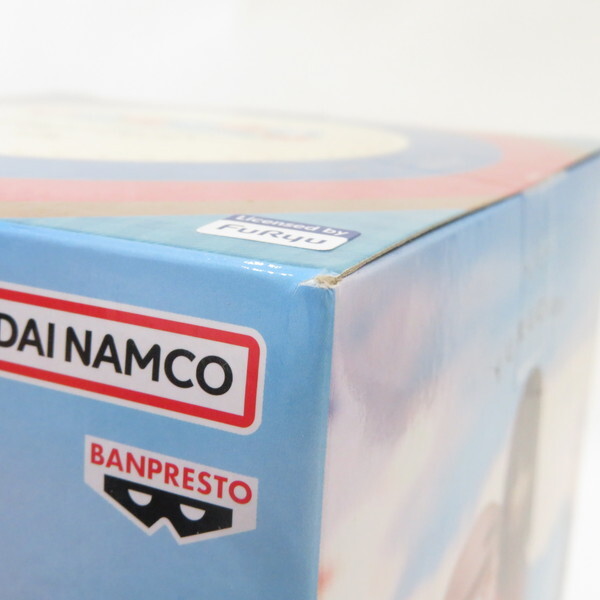 Licensed by
FuRyu
DAI NAMCO
BANPRESTO